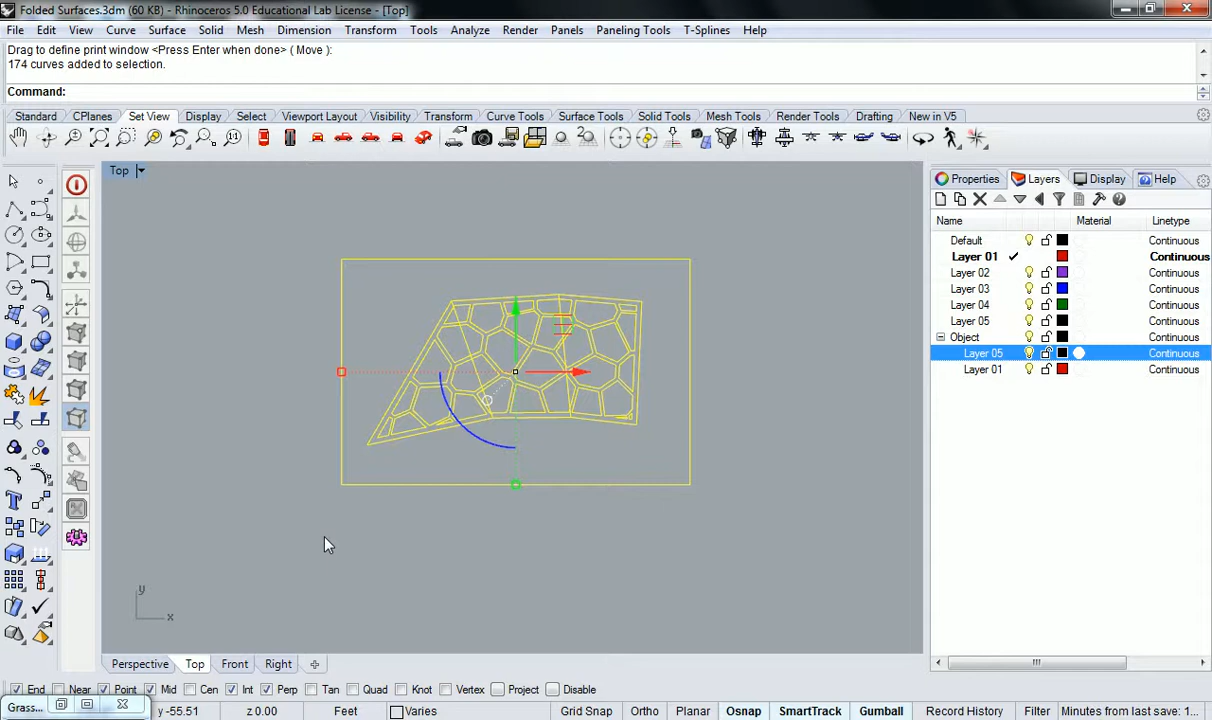 Folded Surfaces.3dm (60 KB) - Rhinoceros 5.0 Educational Lab License - [Top]
File Edit View Curve Surface Solid Mesh Dimension Transform Tools Analyze Render Panels Paneling Tools T-Splines Help
Drag to define print window <Press Enter when done> ( Move ):
174 curves added to selection.
Command:
Standard CPlanes Set View Display Select Viewport Layout Visibility Transform Curve Tools Surface Tools Solid Tools Mesh Tools Render Tools Drafting New in V5
Top
Properties Layers Display Help
Name Material Linetype
Default Continuous
Layer 01 Continuous
Layer 02 Continuous
Layer 03 Continuous
Layer 04 Continuous
Layer 05 Continuous
Object Continuous
Layer 05 Continuous
Layer 01 Continuous
y
x
Perspective Top Front Right
End Near Point Mid Cen Int Perp Tan Quad Knot Vertex Project Disable
Grass... y -55.51 z 0.00 Feet Varies Grid Snap Ortho Planar Osnap SmartTrack Gumball Record History Filter Minutes from last save: 1...